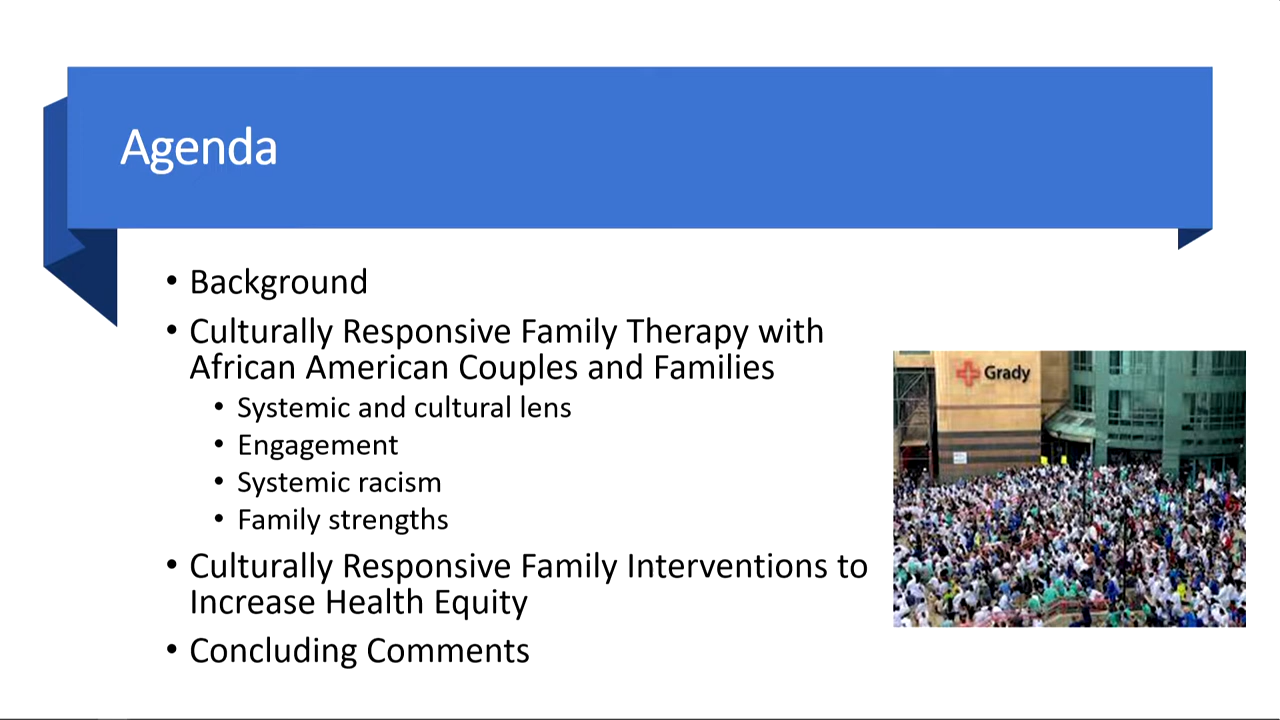 Agenda
• Background
• Culturally Responsive Family Therapy with
African American Couples and Families
• Systemic and cultural lens
• Engagement
• Systemic racism
• Family strengths
• Culturally Responsive Family Interventions to
Increase Health Equity
• Concluding Comments
Grady